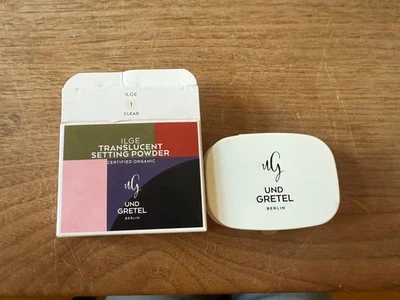 ILGE
1
CLEAR
ILGE
TRANSLUCENT
SETTING POWDER
CERTIFIED ORGANIC
uG
UND
GRETEL
BERLIN
uG
UND
GRETEL
BERLIN